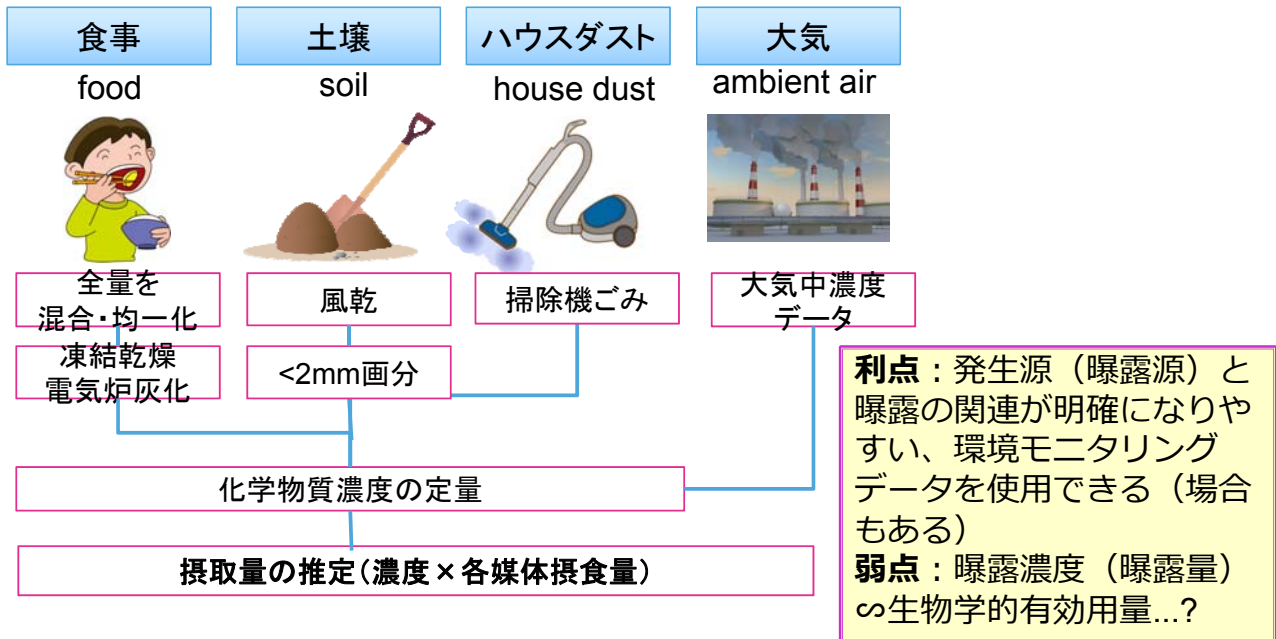 食事
food
土壌
soil
ハウスダスト
house dust
大気
ambient air
全量を
混合・均一化
凍結乾燥
電気炉灰化
風乾
<2mm画分
掃除機ごみ
大気中濃度
データ
化学物質濃度の定量
摂取量の推定(濃度×各媒体摂食量)
利点：発生源（曝露源）と
曝露の関連が明確になりや
すい、環境モニタリング
データを使用できる（場合
もある）
弱点：曝露濃度（曝露量）
∽生物学的有効用量...?